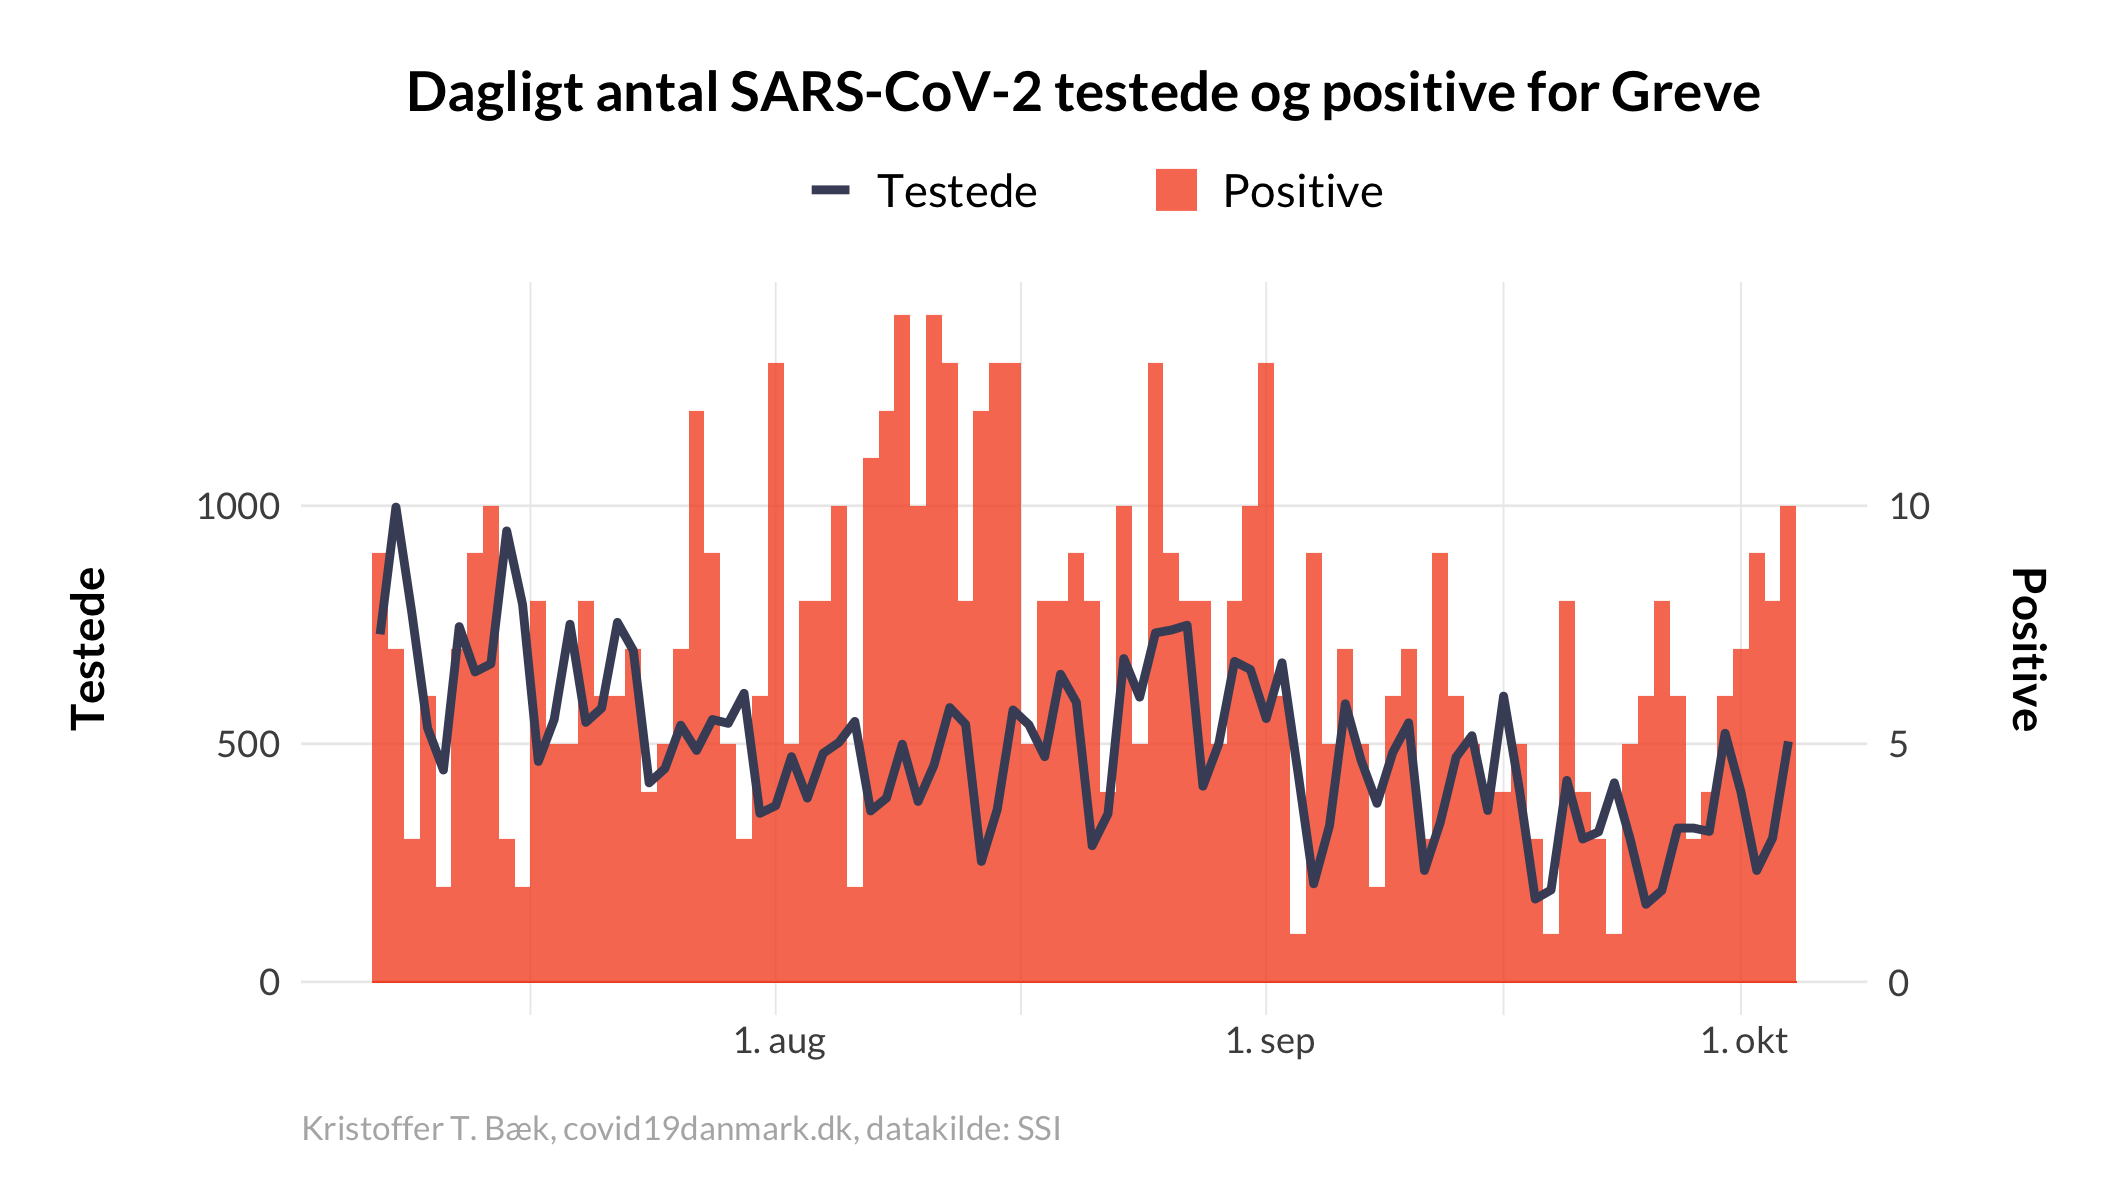 Dagligt antal SARS-CoV-2 testede og positive for Greve
Testede
Positive
Testede
1000
500
0
10
5
0
Positive
1. aug
1. sep
1. okt
Kristoffer T. Bæk, covid19danmark.dk, datakilde: SSI